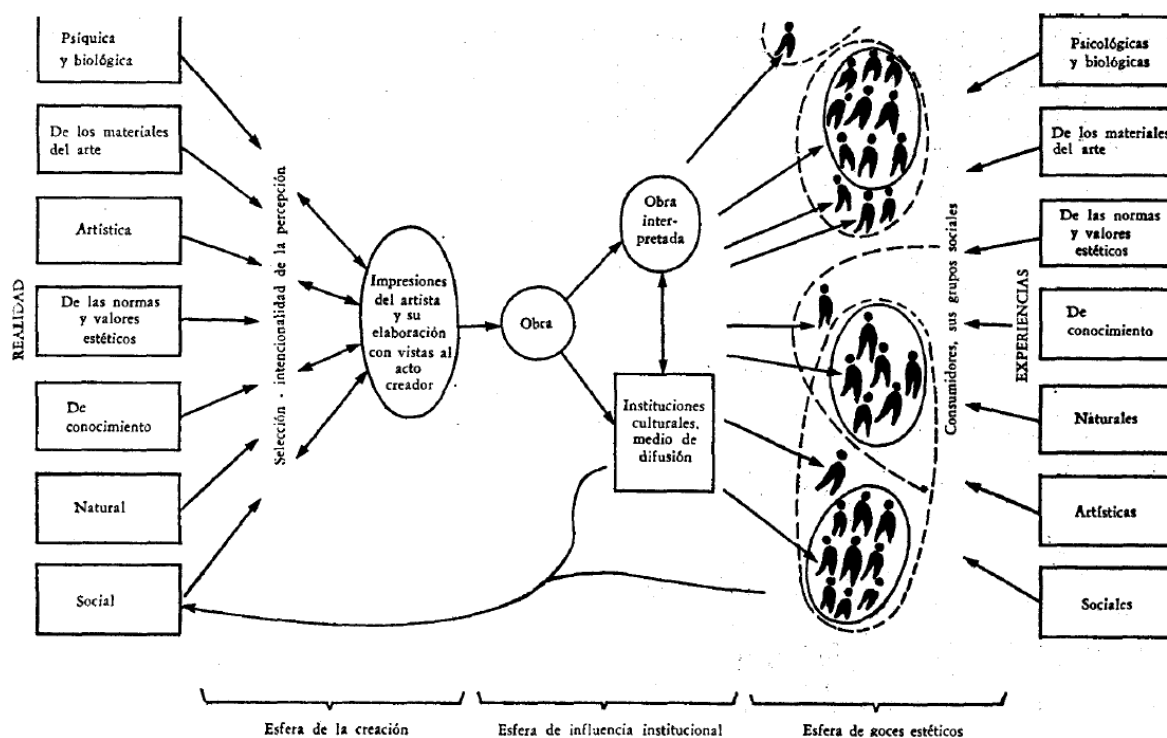 Psíquica
y biológica
De los materiales
del arte
Artística
De las normas
y valores
estéticos
De
conocimiento
Natural
Social
REALIDAD
Selección - intencionalidad de la percepción
Impresiones
del artista
y su
elaboración
con vistas al
acto
creador
Obra
Obra
inter-
pretada
Instituciones
culturales,
medio de
difusión
Consumidores, sus grupos sociales
EXPERIENCIAS
Psicológicas
y biológicas
De los materiales
del arte
De las normas
y valores
estéticos
De
conocimiento
Naturales
Artísticas
Sociales
Esfera de la creación
Esfera de influencia institucional
Esfera de goces estéticos